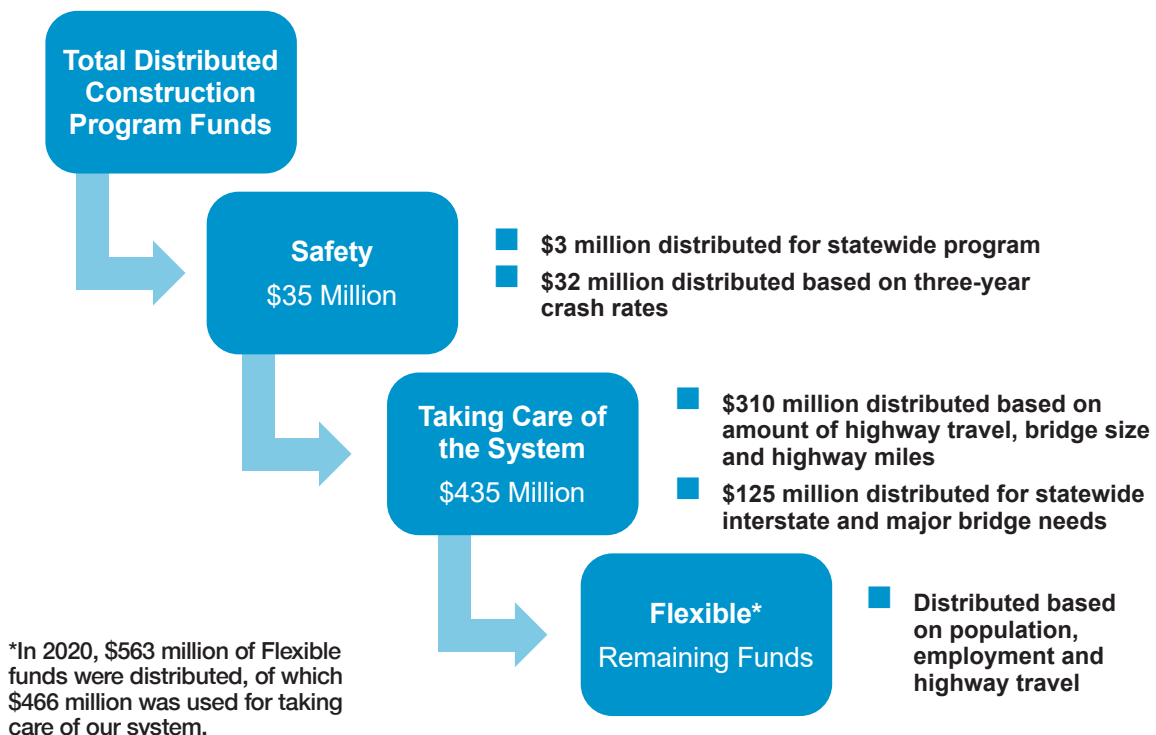 Total Distributed
Construction
Program Funds
Safety
$35 Million
$3 million distributed for statewide program
$32 million distributed based on three-year
crash rates
Taking Care of
the System
$435 Million
$310 million distributed based on
amount of highway travel, bridge size
and highway miles
$125 million distributed for statewide
interstate and major bridge needs
Flexible*
Remaining Funds
Distributed based
on population,
employment and
highway travel
*In 2020, $563 million of Flexible
funds were distributed, of which
$466 million was used for taking
care of our system.